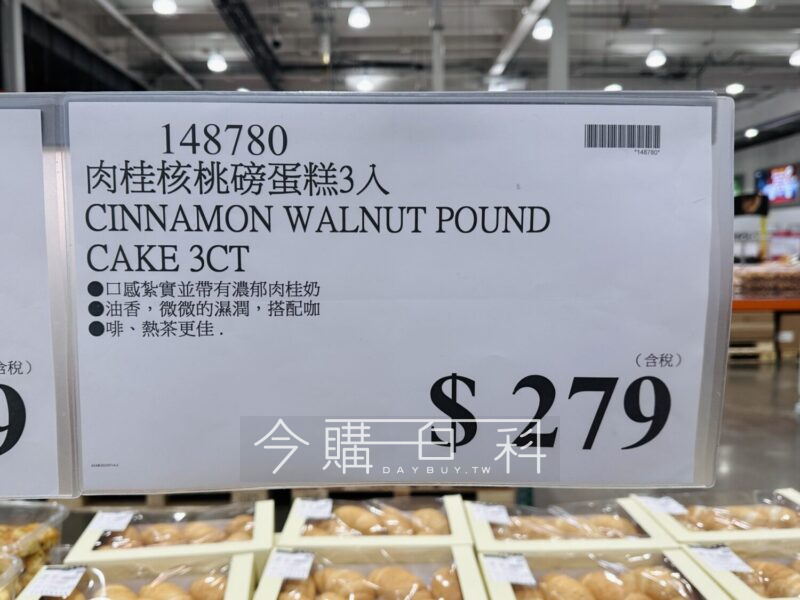 148780
*148780*
肉桂核桃磅蛋糕3入
CINNAMON WALNUT POUND
CAKE 3CT
●口感紮實並帶有濃郁肉桂奶
●油香，微微的濕潤，搭配咖
●啡、熱茶更佳 .
含稅）
9
（含稅）
$ 279
今購百科
DAYBUY.TW